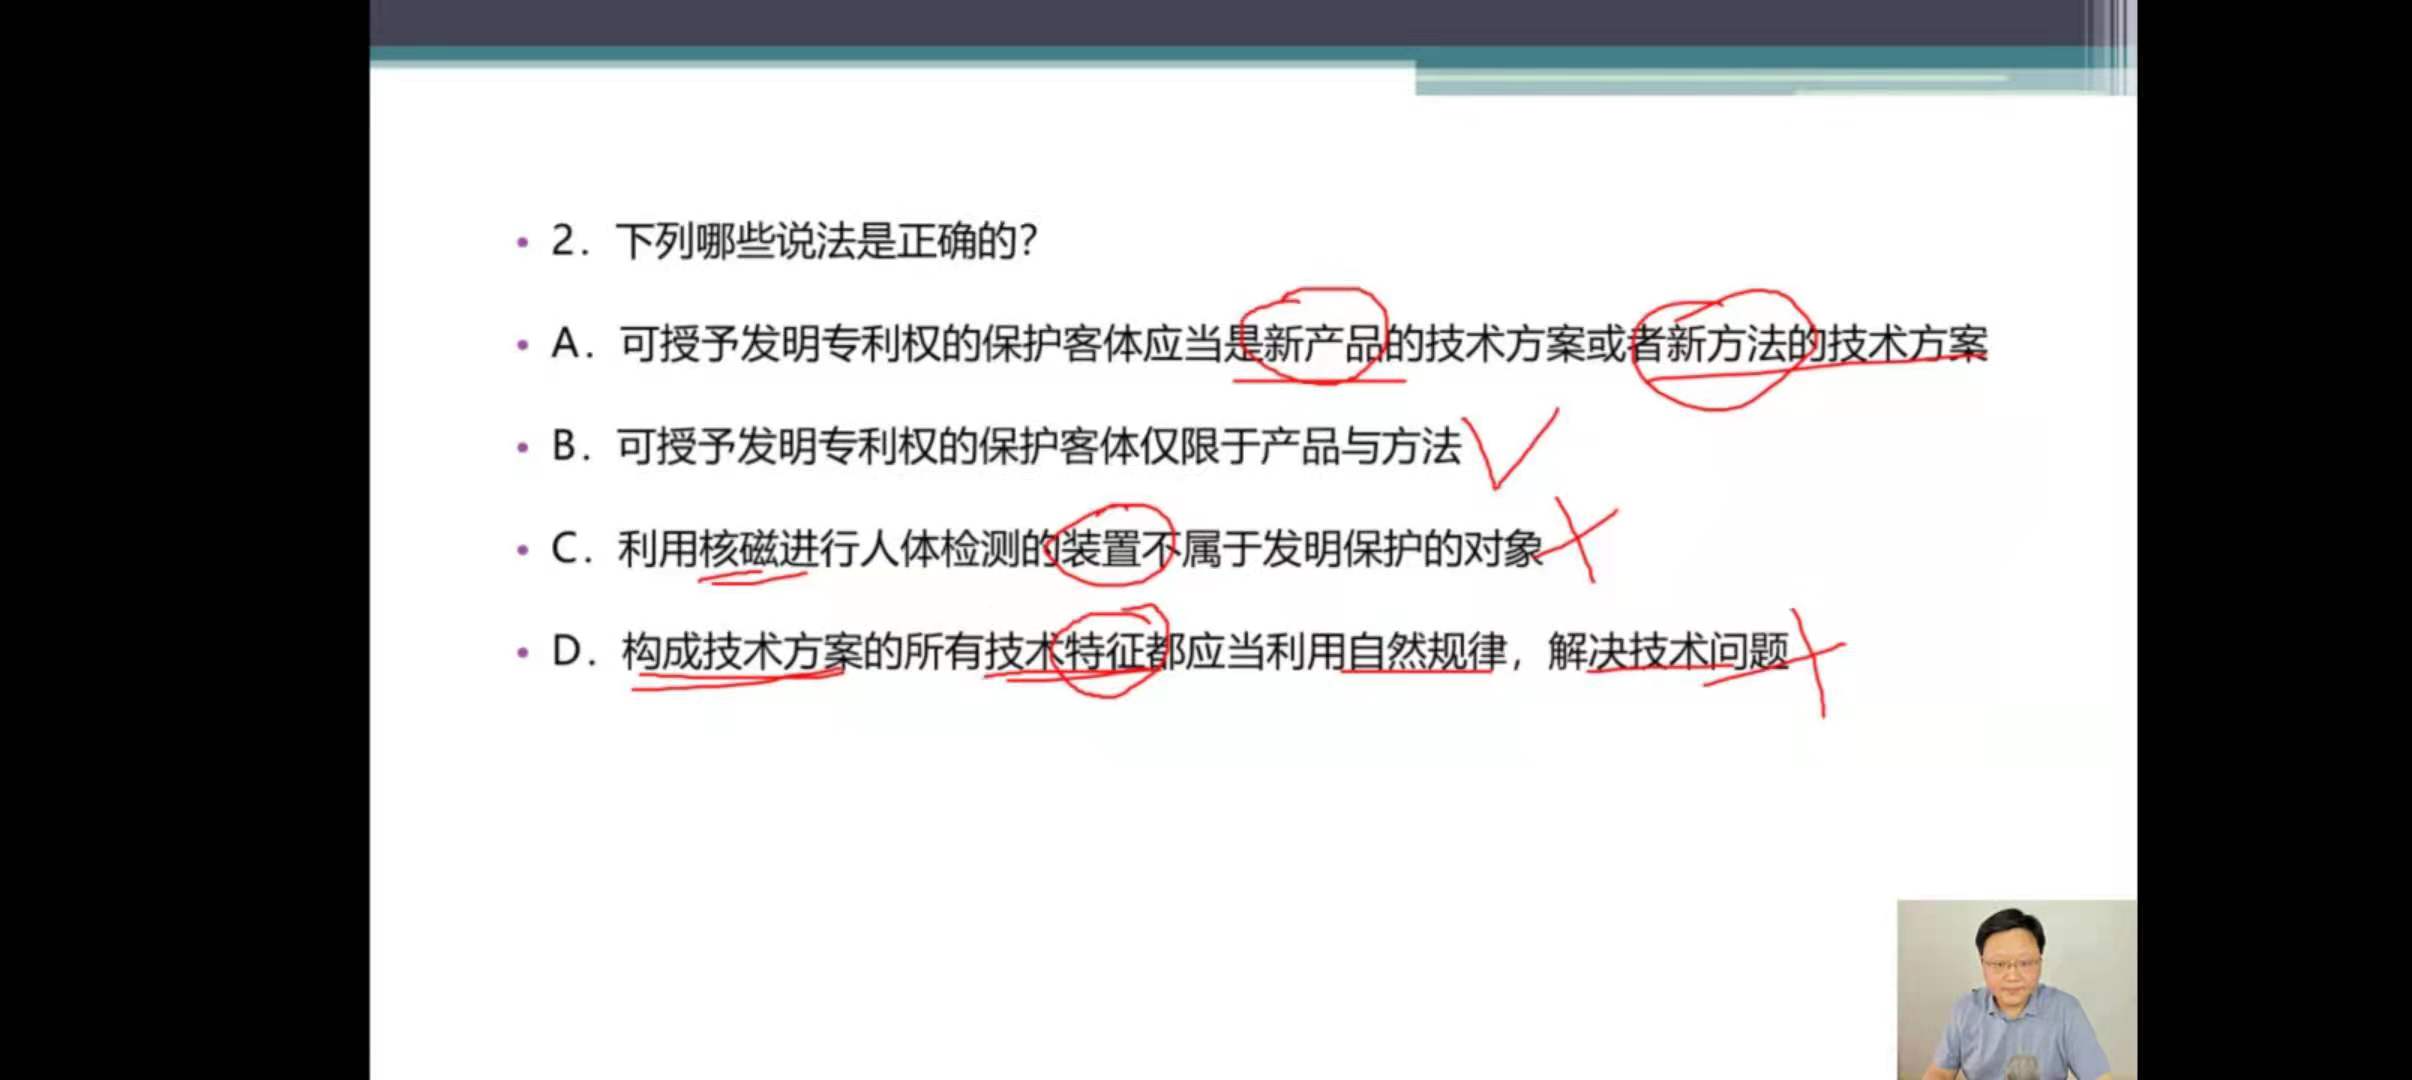 2．下列哪些说法是正确的?
A．可授予发明专利权的保护客体应当是新产品的技术方案或者新方法的技术方案
B．可授予发明专利权的保护客体仅限于产品与方法
C．利用核磁进行人体检测的装置不属于发明保护的对象
D．构成技术方案的所有技术特征都应当利用自然规律，解决技术问题